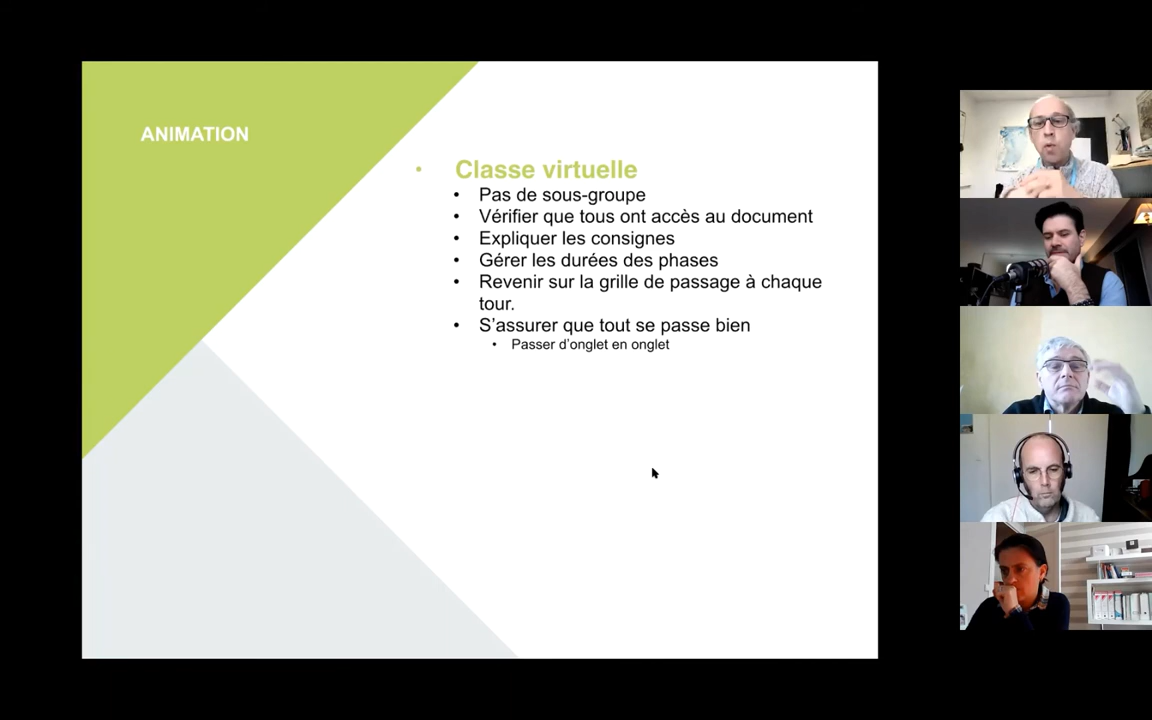 ANIMATION
• Classe virtuelle
• Pas de sous-groupe
• Vérifier que tous ont accès au document
• Expliquer les consignes
• Gérer les durées des phases
• Revenir sur la grille de passage à chaque
tour.
• S’assurer que tout se passe bien
• Passer d’onglet en onglet